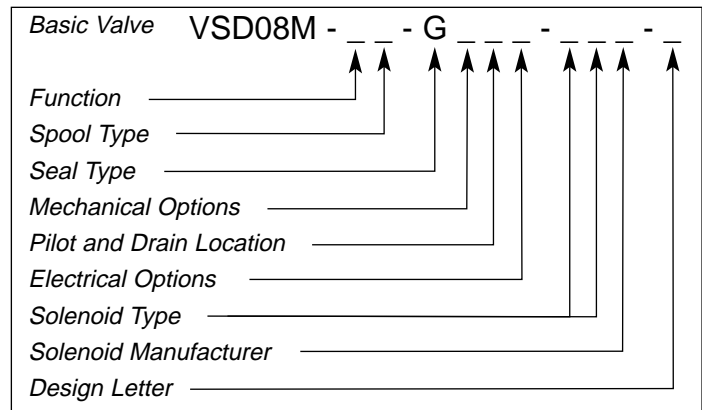 Basic Valve VSD08M - _ _ - G _ _ _ - _ _ _ - _
Function
Spool Type
Seal Type
Mechanical Options
Pilot and Drain Location
Electrical Options
Solenoid Type
Solenoid Manufacturer
Design Letter